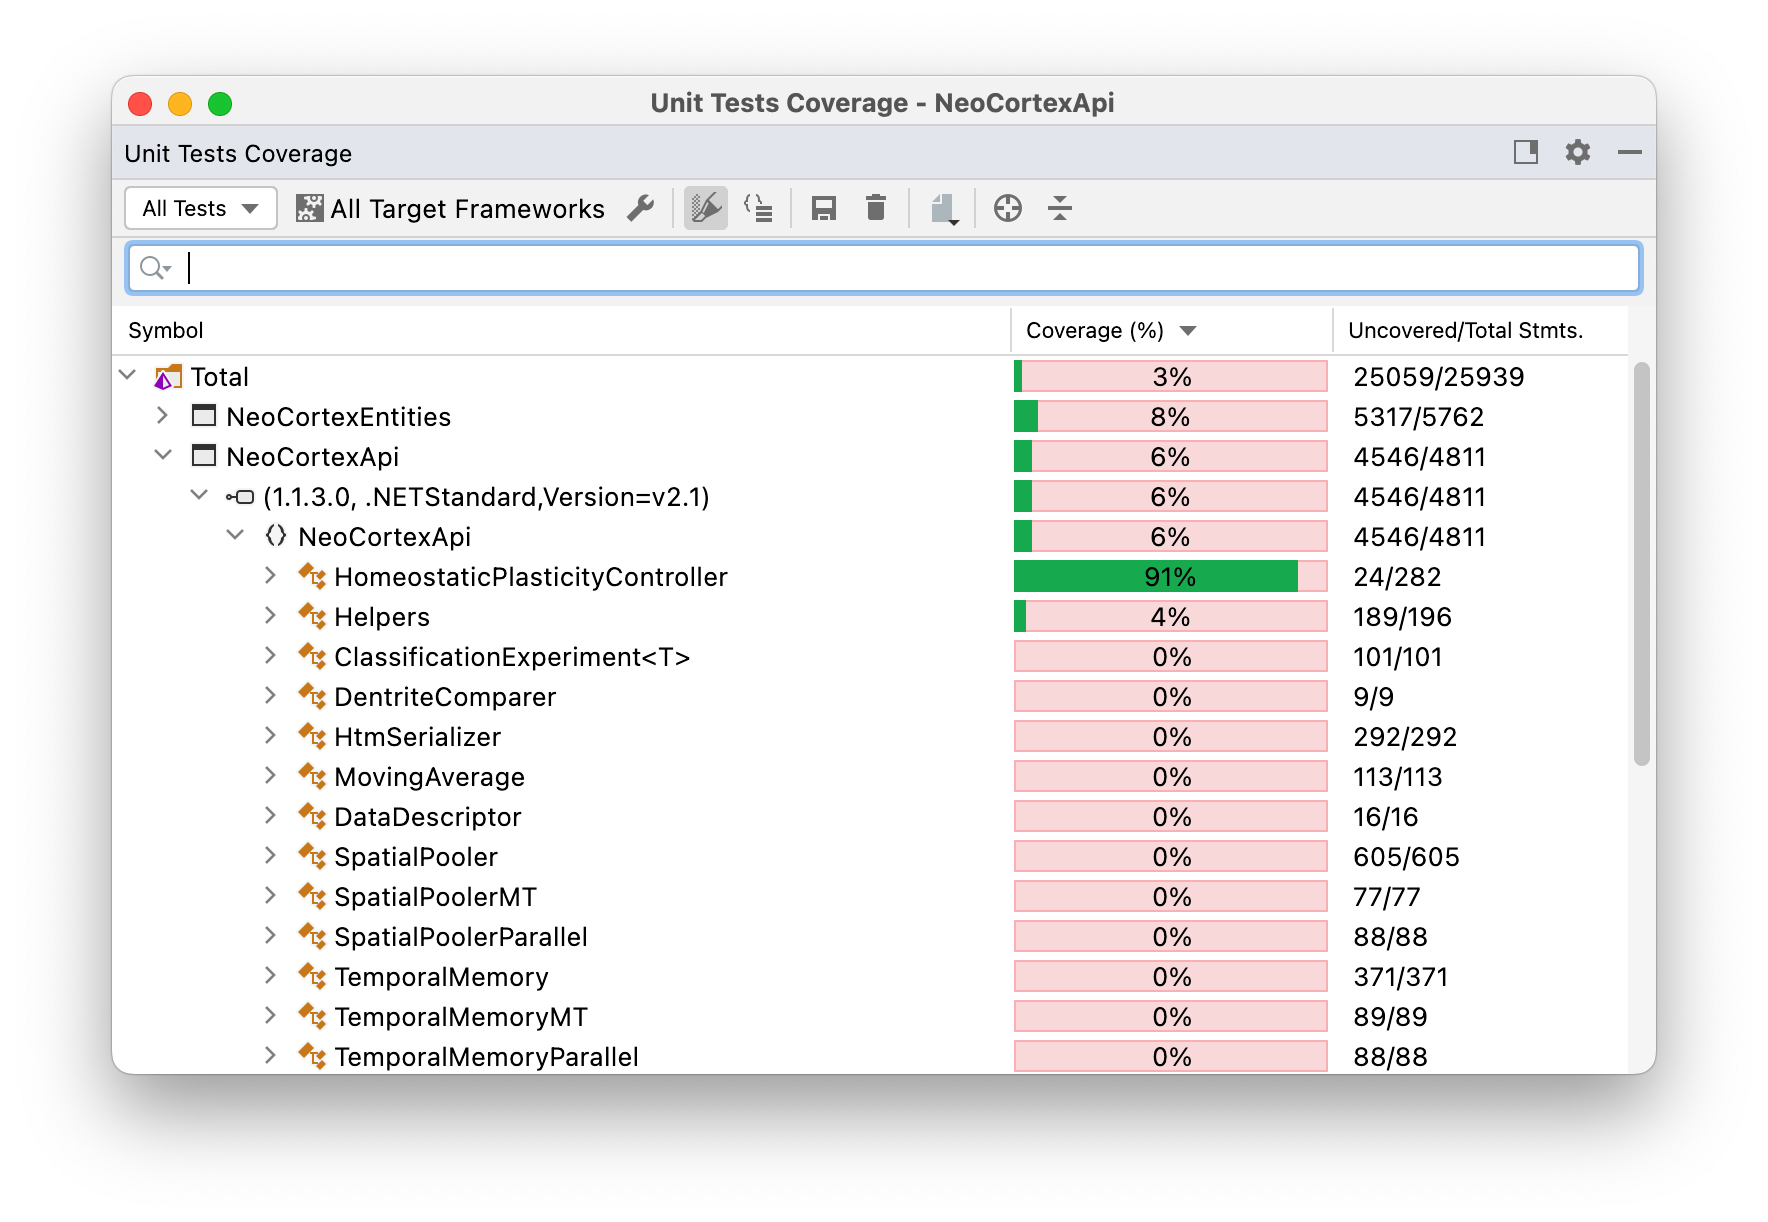 Unit Tests Coverage - NeoCortexApi
Unit Tests Coverage
All Tests All Target Frameworks
Symbol Coverage (%) Uncovered/Total Stmts.
Total 3% 25059/25939
NeoCortexEntities 8% 5317/5762
NeoCortexApi 6% 4546/4811
(1.1.3.0, .NETStandard,Version=v2.1) 6% 4546/4811
NeoCortexApi 6% 4546/4811
HomeostaticPlasticityController 91% 24/282
Helpers 4% 189/196
ClassificationExperiment<T> 0% 101/101
DentriteComparer 0% 9/9
HtmSerializer 0% 292/292
MovingAverage 0% 113/113
DataDescriptor 0% 16/16
SpatialPooler 0% 605/605
SpatialPoolerMT 0% 77/77
SpatialPoolerParallel 0% 88/88
TemporalMemory 0% 371/371
TemporalMemoryMT 0% 89/89
TemporalMemoryParallel 0% 88/88